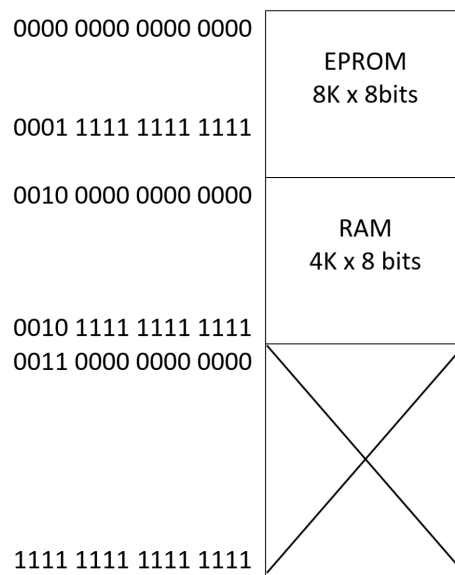 0000 0000 0000 0000
EPROM
8K x 8bits
0001 1111 1111 1111
0010 0000 0000 0000
RAM
4K x 8 bits
0010 1111 1111 1111
0011 0000 0000 0000
1111 1111 1111 1111